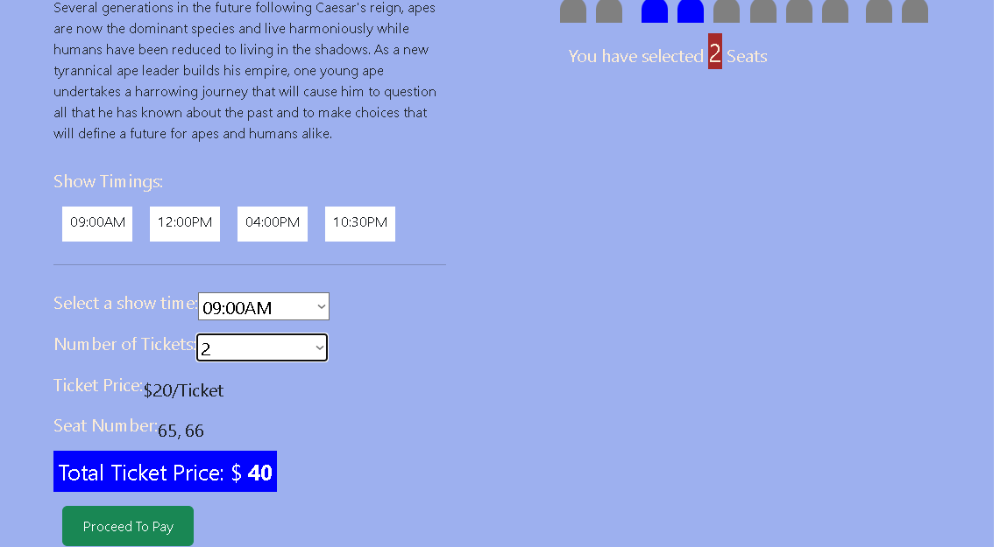 Several generations in the future following Caesar's reign, apes
are now the dominant species and live harmoniously while
humans have been reduced to living in the shadows. As a new
tyrannical ape leader builds his empire, one young ape
undertakes a harrowing journey that will cause him to question
all that he has known about the past and to make choices that
will define a future for apes and humans alike.
Show Timings:
09:00AM 12:00PM 04:00PM 10:30PM
Select a show time: 09:00AM
Number of Tickets: 2
Ticket Price: $20/Ticket
Seat Number: 65, 66
Total Ticket Price: $ 40
Proceed To Pay
You have selected 2 Seats